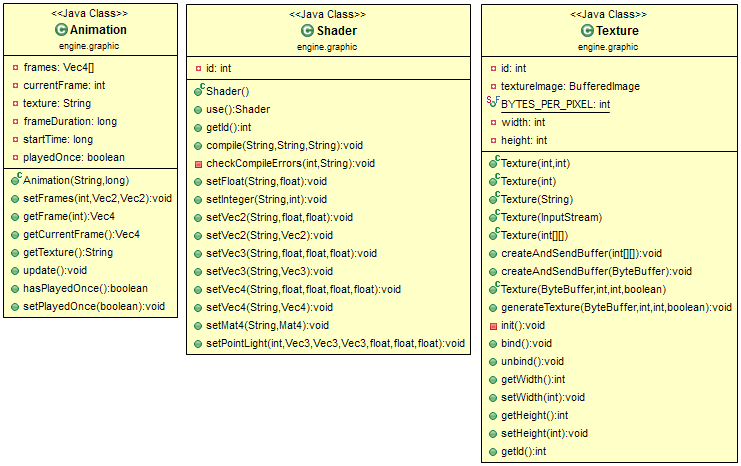 <<Java Class>>
Animation
engine.graphic
frames: Vec4[]
currentFrame: int
texture: String
frameDuration: long
startTime: long
playedOnce: boolean
Animation(String,long)
setFrames(int,Vec2,Vec2):void
getFrame(int):Vec4
getCurrentFrame():Vec4
getTexture():String
update():void
hasPlayedOnce():boolean
setPlayedOnce(boolean):void
<<Java Class>>
Shader
engine.graphic
id: int
Shader()
use():Shader
getId():int
compile(String,String,String):void
checkCompileErrors(int,String):void
setFloat(String,float):void
setInteger(String,int):void
setVec2(String,float,float):void
setVec2(String,Vec2):void
setVec3(String,float,float,float):void
setVec3(String,Vec3):void
setVec4(String,float,float,float,float):void
setVec4(String,Vec4):void
setMat4(String,Mat4):void
setPointLight(int,Vec3,Vec3,Vec3,float,float,float):void
<<Java Class>>
Texture
engine.graphic
id: int
textureImage: BufferedImage
BYTES_PER_PIXEL: int
width: int
height: int
Texture(int,int)
Texture(int)
Texture(String)
Texture(InputStream)
Texture(int[][])
createAndSendBuffer(int[][]):void
createAndSendBuffer(ByteBuffer):void
Texture(ByteBuffer,int,int,boolean)
generateTexture(ByteBuffer,int,int,boolean):void
init():void
bind():void
unbind():void
getWidth():int
setWidth(int):void
getHeight():int
setHeight(int):void
getId():int